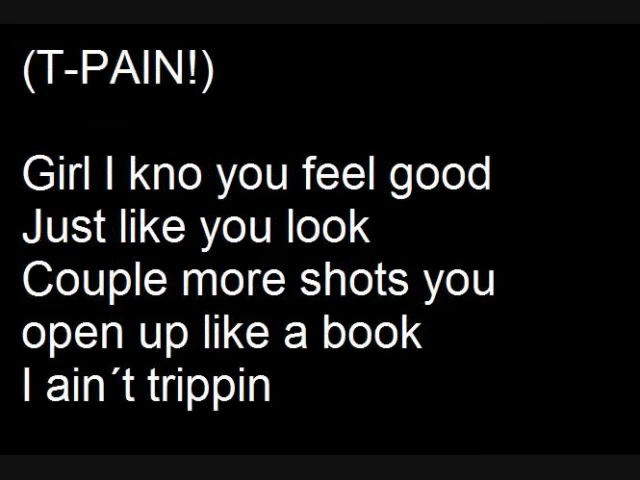 (T-PAIN!)
Girl I kno you feel good
Just like you look
Couple more shots you
open up like a book
I ain´t trippin